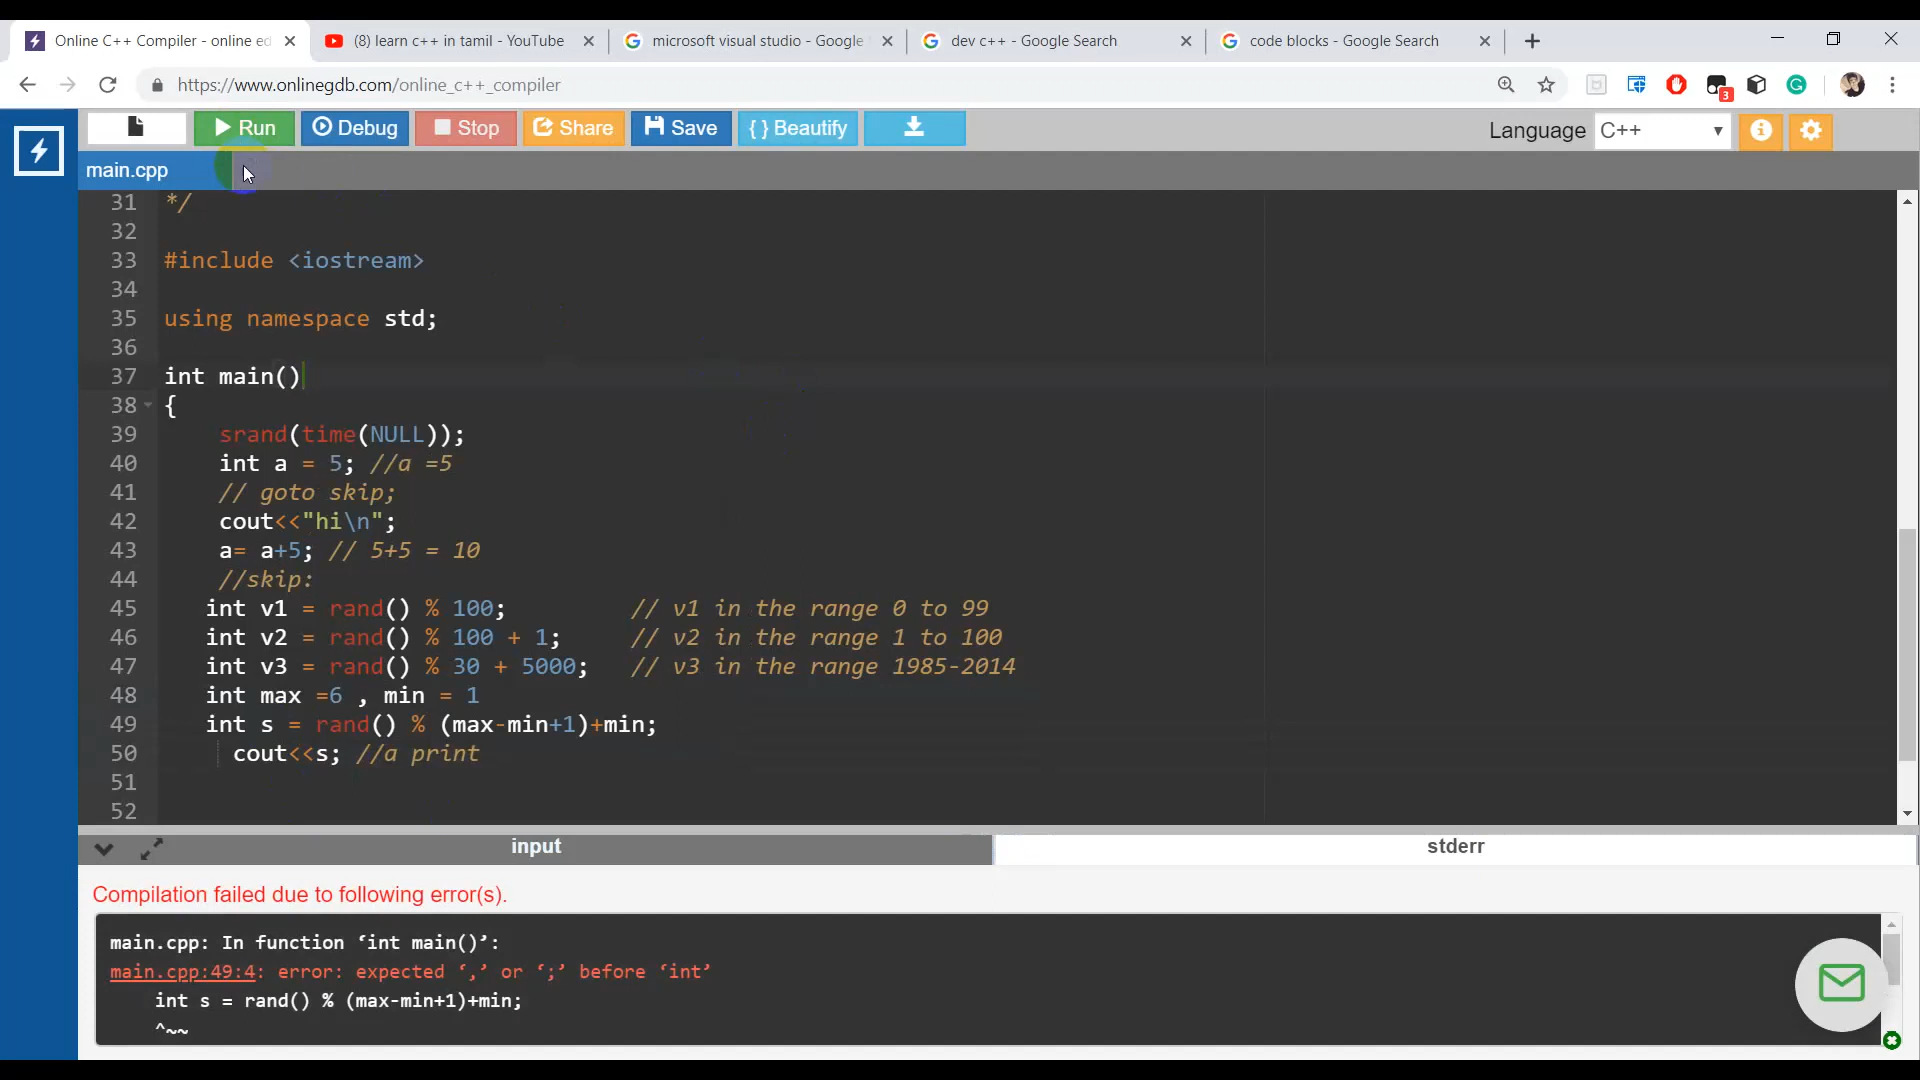 Online C++ Compiler - online ed
(8) learn c++ in tamil - YouTube
microsoft visual studio - Google
dev c++ - Google Search
code blocks - Google Search
https://www.onlinegdb.com/online_c++_compiler
3
Run
Debug
Stop
Share
Save
{ } Beautify
Language
C++
main.cpp
31 */
32
33 #include <iostream>
34
35 using namespace std;
36
37 int main()
38 {
39 srand(time(NULL));
40 int a = 5; //a =5
41 // goto skip;
42 cout<<"hi\n";
43 a= a+5; // 5+5 = 10
44 //skip:
45 int v1 = rand() % 100; // v1 in the range 0 to 99
46 int v2 = rand() % 100 + 1; // v2 in the range 1 to 100
47 int v3 = rand() % 30 + 5000; // v3 in the range 1985-2014
48 int max =6 , min = 1
49 int s = rand() % (max-min+1)+min;
50 cout<<s; //a print
51
52
input
stderr
Compilation failed due to following error(s).
main.cpp: In function ‘int main()’:
main.cpp:49:4: error: expected ‘,’ or ‘;’ before ‘int’
int s = rand() % (max-min+1)+min;
^~~